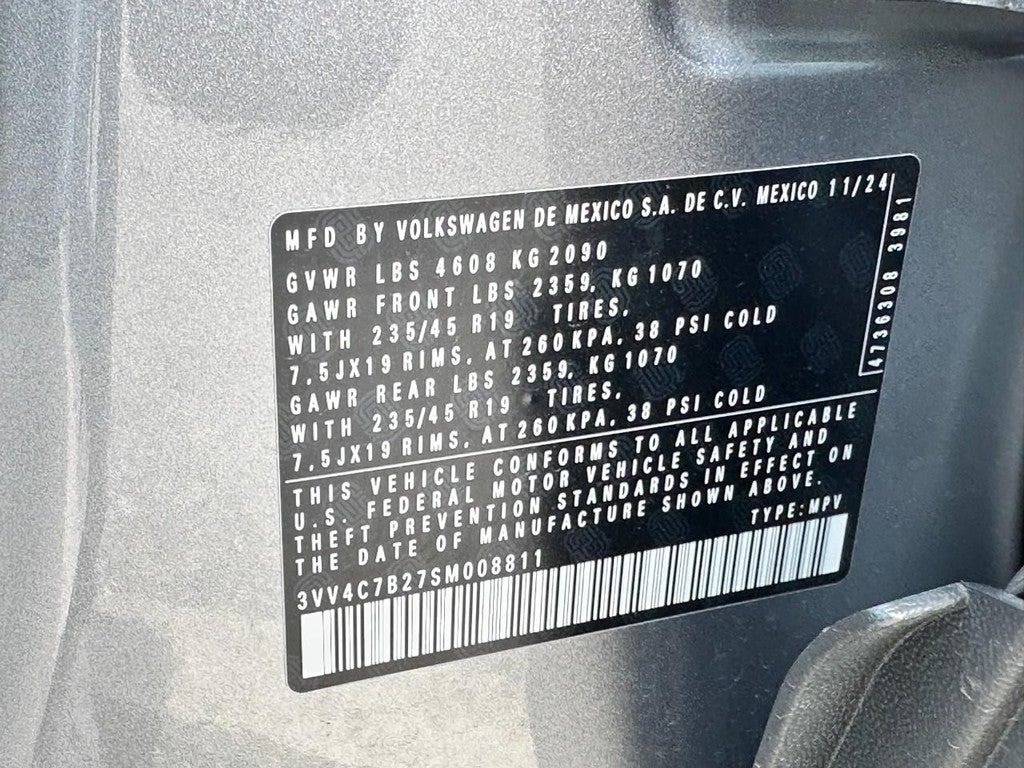 MFD BY VOLKSWAGEN DE MEXICO S.A. DE C.V. MEXICO 11/24
GVWR LBS 4608 KG 2090
GAWR FRONT LBS 2359, KG 1070
WITH 235/45 R19 TIRES,
7,5JX19 RIMS, AT 260 KPA, 38 PSI COLD
GAWR REAR LBS 2359, KG 1070
WITH 235/45 R19 TIRES,
7,5JX19 RIMS, AT 260 KPA, 38 PSI COLD
4736308 3981
THIS VEHICLE CONFORMS TO ALL APPLICABLE
U.S. FEDERAL MOTOR VEHICLE SAFETY AND
THEFT PREVENTION STANDARDS IN EFFECT ON
THE DATE OF MANUFACTURE SHOWN ABOVE.
TYPE: MPV
3VV4C7B27SM008811